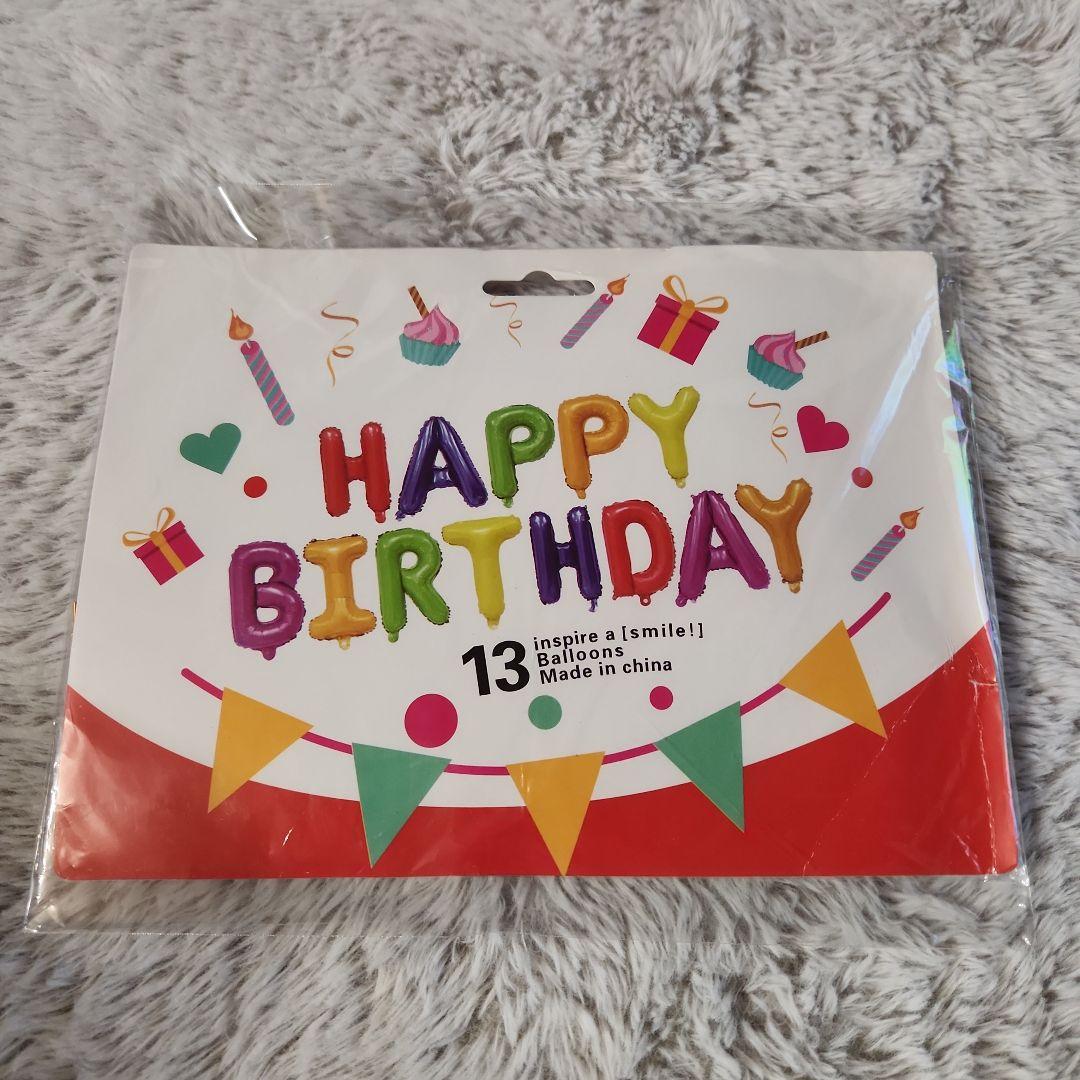 HAPPY
BIRTHDAY
13
inspire a [smile!]
Balloons
Made in china